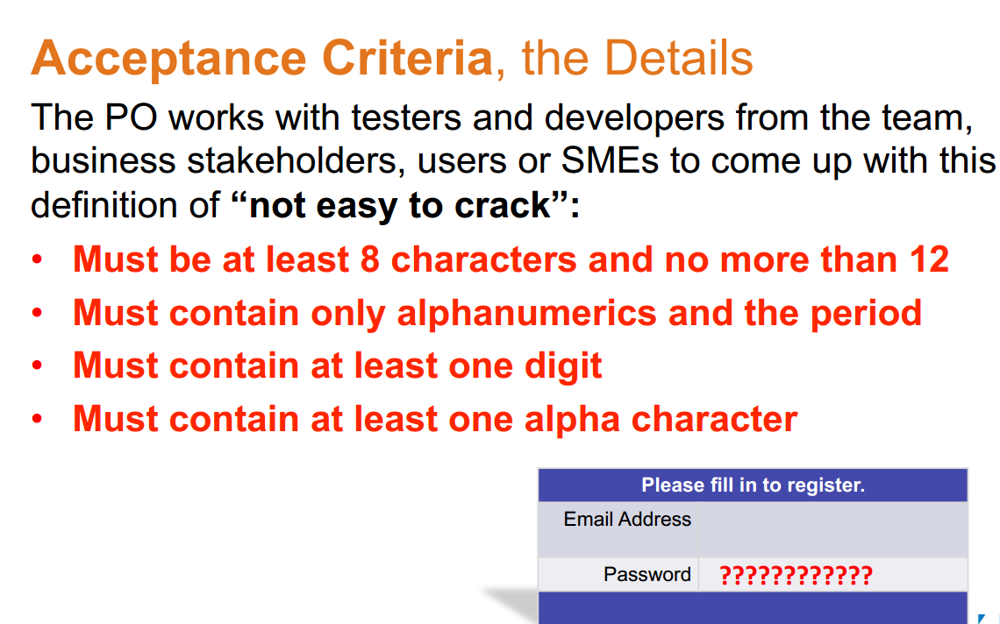 Acceptance Criteria, the Details
The PO works with testers and developers from the team,
business stakeholders, users or SMEs to come up with this
definition of “not easy to crack”:
• Must be at least 8 characters and no more than 12
• Must contain only alphanumerics and the period
• Must contain at least one digit
• Must contain at least one alpha character
Please fill in to register.
Email Address
Password ????????????